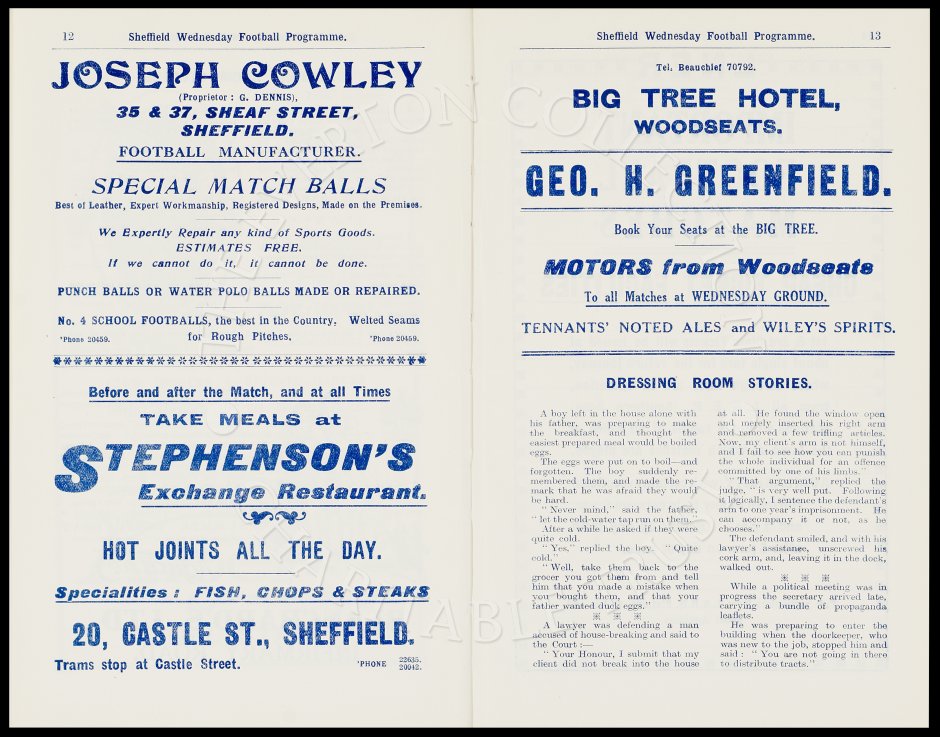 12 Sheffield Wednesday Football Programme.
JOSEPH COWLEY
(Proprietor : G. DENNIS),
35 & 37, SHEAF STREET,
SHEFFIELD.
FOOTBALL MANUFACTURER.
SPECIAL MATCH BALLS
Best of Leather, Expert Workmanship, Registered Designs, Made on the Premises.
We Expertly Repair any kind of Sports Goods.
ESTIMATES FREE.
If we cannot do it, it cannot be done.
PUNCH BALLS OR WATER POLO BALLS MADE OR REPAIRED.
No. 4 SCHOOL FOOTBALLS, the best in the Country. Welted Seams
'Phone 20459. for Rough Pitches, 'Phone 20459.
Before and after the Match, and at all Times
TAKE MEALS at
STEPHENSON'S
Exchange Restaurant.
HOT JOINTS ALL THE DAY.
Specialities : FISH, CHOPS & STEAKS
20, CASTLE ST., SHEFFIELD.
Trams stop at Castle Street. 'PHONE 22635.
20042.
Sheffield Wednesday Football Programme. 13
Tel. Beauchief 70792.
BIG TREE HOTEL,
WOODSEATS.
GEO. H. GREENFIELD.
Book Your Seats at the BIG TREE.
MOTORS from Woodseats
To all Matches at WEDNESDAY GROUND.
TENNANTS' NOTED ALES and WILEY'S SPIRITS.
DRESSING ROOM STORIES.
A boy left in the house alone with
his father, was preparing to make
the breakfast, and thought the
easiest prepared meal would be boiled
eggs.
The eggs were put on to boil—and
forgotten. The boy suddenly re-
membered them, and made the re-
mark that he was afraid they would
be hard.
" Never mind," said the father,
" let the cold-water tap run on them."
After a while he asked if they were
quite cold.
" Yes," replied the boy. " Quite
cold."
" Well, take them back to the
grocer you got them from and tell
him that you made a mistake when
you bought them, and that your
father wanted duck eggs."
※ ※ ※
A lawyer was defending a man
accused of house-breaking and said to
the Court :—
" Your Honour, I submit that my
client did not break into the house
at all. He found the window open
and merely inserted his right arm
and removed a few trifling articles.
Now, my client's arm is not himself,
and I fail to see how you can punish
the whole individual for an offence
committed by one of his limbs."
" That argument," replied the
judge, " is very well put. Following
it logically, I sentence the defendant's
arm to one year's imprisonment. He
can accompany it or not, as he
chooses."
The defendant smiled, and with his
lawyer's assistance, unscrewed his
cork arm, and, leaving it in the dock,
walked out.
※ ※ ※
While a political meeting was in
progress the secretary arrived late,
carrying a bundle of propaganda
leaflets.
He was preparing to enter the
building when the doorkeeper, who
was new to the job, stopped him and
said : " You are not going in there
to distribute tracts."